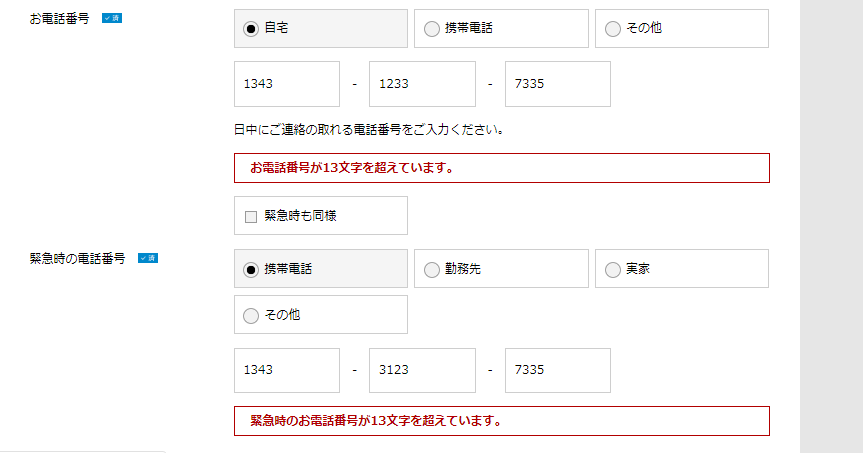 お電話番号 ✓ 済
自宅 携帯電話 その他
1343 - 1233 - 7335
日中にご連絡の取れる電話番号をご入力ください。
お電話番号が13文字を超えています。
緊急時も同様
緊急時の電話番号 ✓ 済
携帯電話 勤務先 実家
その他
1343 - 3123 - 7335
緊急時のお電話番号が13文字を超えています。